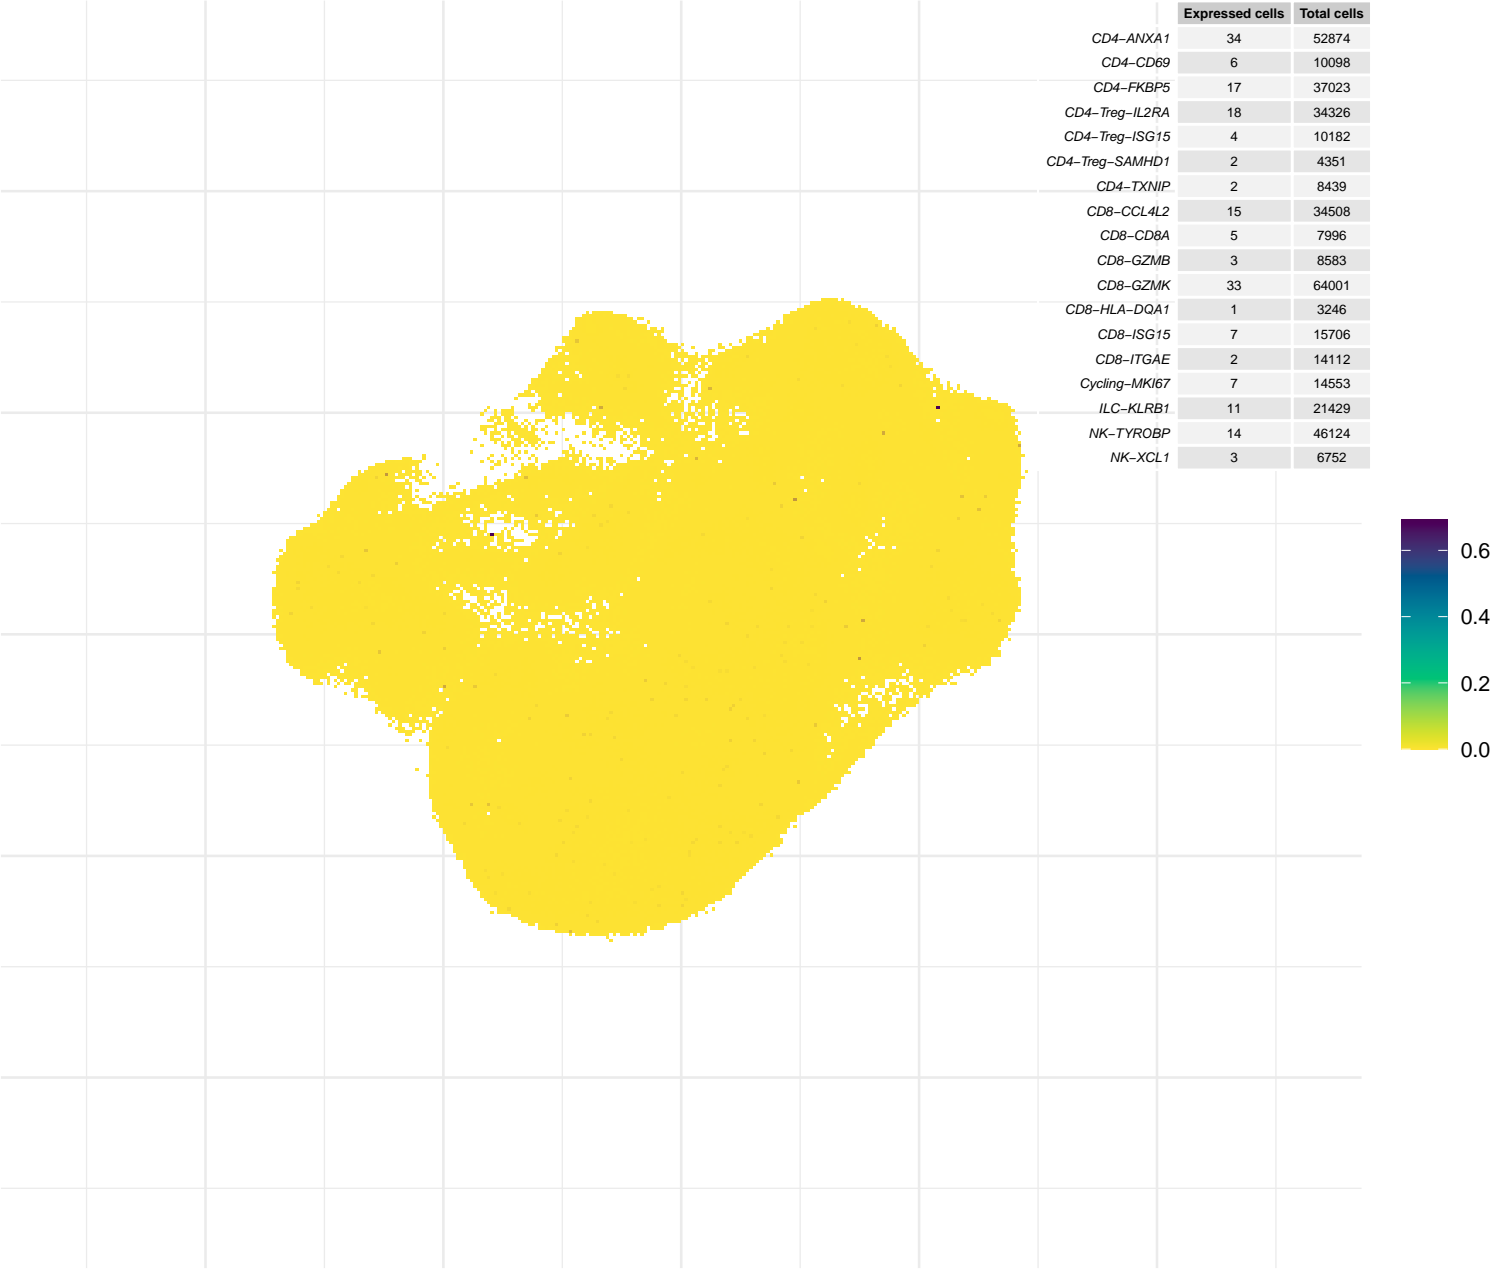 Expressed cells Total cells
CD4−ANXA1 34 52874
CD4−CD69 6 10098
CD4−FKBP5 17 37023
CD4−Treg−IL2RA 18 34326
CD4−Treg−ISG15 4 10182
CD4−Treg−SAMHD1 2 4351
CD4−TXNIP 2 8439
CD8−CCL4L2 15 34508
CD8−CD8A 5 7996
CD8−GZMB 3 8583
CD8−GZMK 33 64001
CD8−HLA−DQA1 1 3246
CD8−ISG15 7 15706
CD8−ITGAE 2 14112
Cycling−MKI67 7 14553
ILC−KLRB1 11 21429
NK−TYROBP 14 46124
NK−XCL1 3 6752
0.6
0.4
0.2
0.0